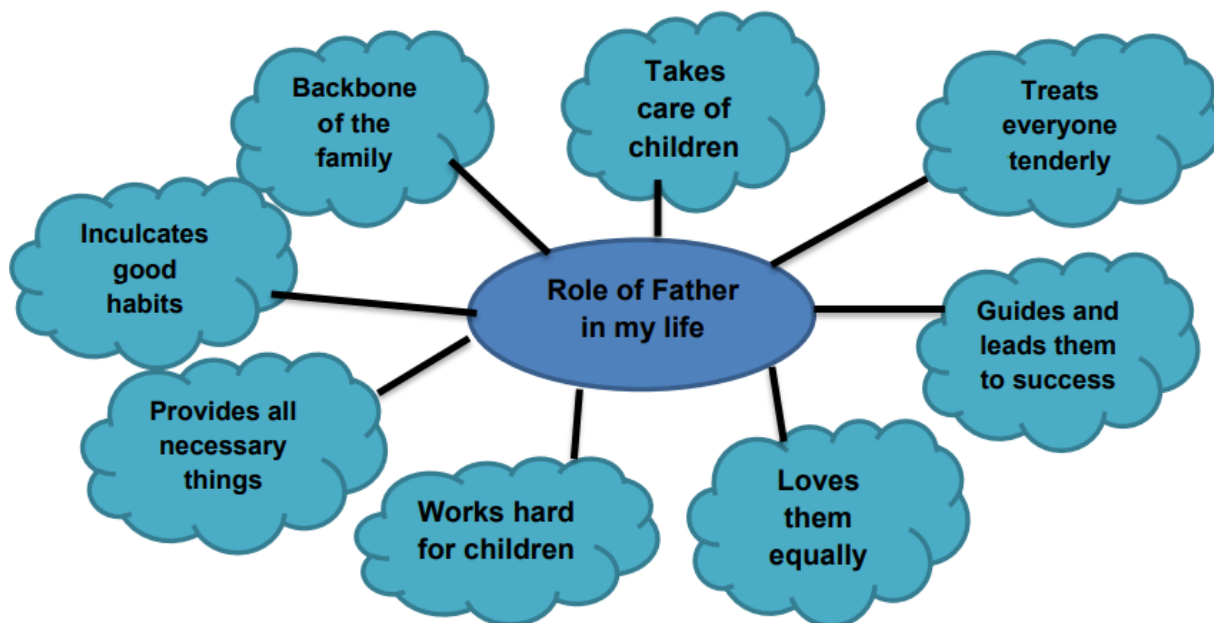 Backbone
of the
family
Takes
care of
children
Treats
everyone
tenderly
Inculcates
good
habits
Role of Father
in my life
Guides and
leads them
to success
Provides all
necessary
things
Works hard
for children
Loves
them
equally